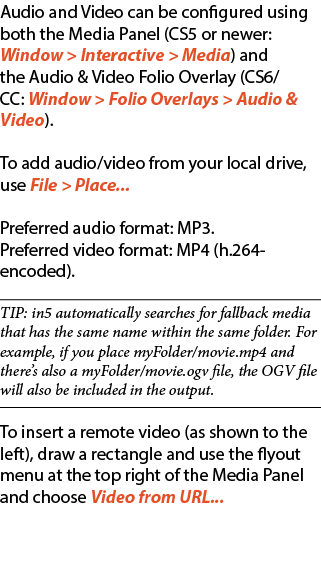 Audio and Video can be configured using
both the Media Panel (CS5 or newer:
Window > Interactive > Media) and
the Audio & Video Folio Overlay (CS6/
CC: Window > Folio Overlays > Audio &
Video).
To add audio/video from your local drive,
use File > Place...
Preferred audio format: MP3.
Preferred video format: MP4 (h.264-
encoded).
TIP: in5 automatically searches for fallback media
that has the same name within the same folder. For
example, if you place myFolder/movie.mp4 and
there's also a myFolder/movie.ogv file, the OGV file
will also be included in the output.
To insert a remote video (as shown to the
left), draw a rectangle and use the flyout
menu at the top right of the Media Panel
and choose Video from URL...